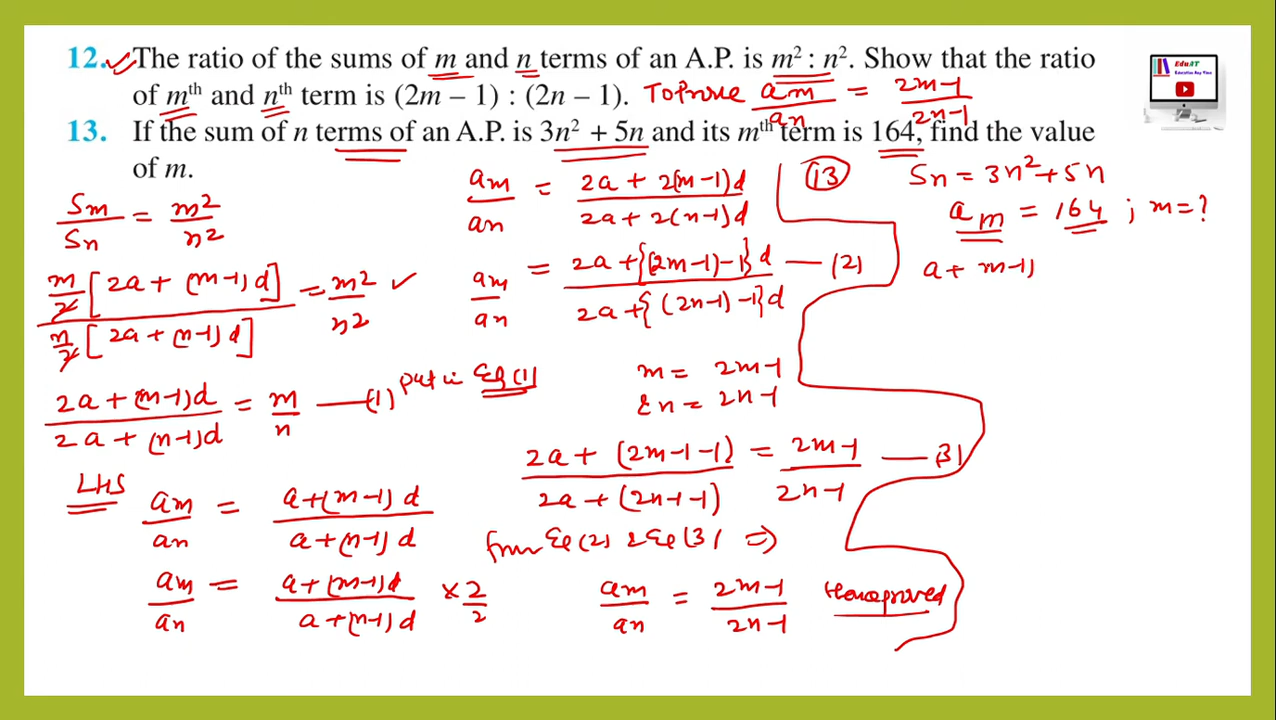 12. The ratio of the sums of m and n terms of an A.P. is m² : n². Show that the ratio
of mᵗʰ and nᵗʰ term is (2m – 1) : (2n – 1). To Prove am/an = 2m-1/2n-1
13. If the sum of n terms of an A.P. is 3n² + 5n and its mᵗʰ term is 164, find the value
of m.
EduAT
Education Any Time
Sm/Sn = m²/n²
m/2 [2a + (m-1)d] / n/2 [2a + (n-1)d] = m²/n²
2a + (m-1)d / 2a + (n-1)d = m/n — (1) put in Eq (1)
LHS
am/an = a+(m-1)d / a+(n-1)d
am/an = a+(m-1)d / a+(n-1)d × 2/2
am/an = 2a + 2(m-1)d / 2a + 2(n-1)d
am/an = 2a + {(2m-1)-1}d / 2a + {(2n-1)-1}d — (2)
m = 2m-1
& n = 2n-1
2a + (2m-1-1) / 2a + (2n-1-1) = 2m-1/2n-1 — (3)
from Eq (2) & Eq (3) ⇒
am/an = 2m-1/2n-1 Hence proved
(13) Sn = 3n² + 5n
am = 164 ; m = ?
a + m-1)